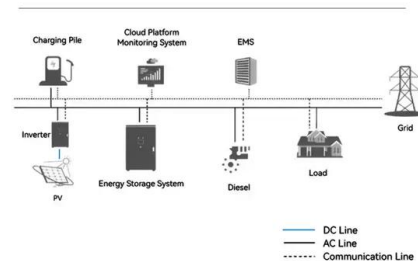 Charging Pile
Cloud Platform
Monitoring System
EMS
Grid
Inverter
PV
Energy Storage System
Diesel
Load
DC Line
AC Line
Communication Line